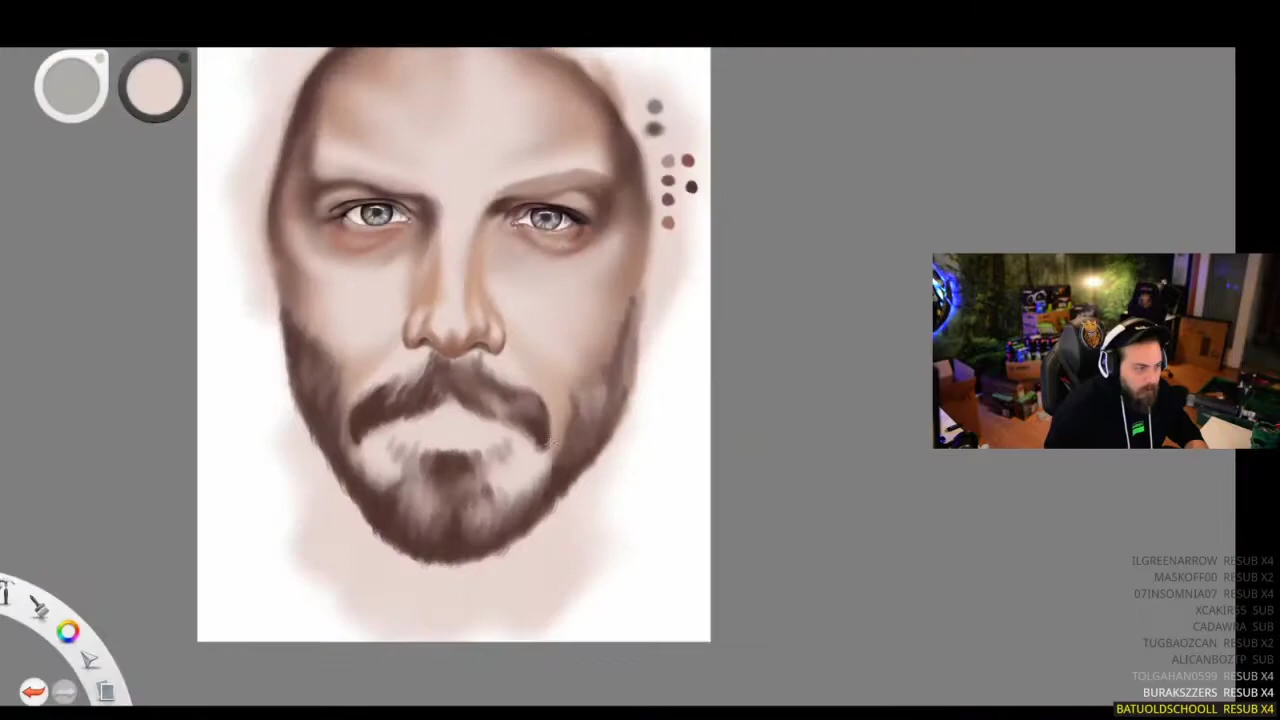 ILGREENARROW RESUB X4
MASKOFF00 RESUB X2
07INSOMNIA07 RESUB X4
XCAKIR55 SUB
CADAWRA SUB
TUGBAOZCAN RESUB X2
ALICANBOZTP SUB
TOLGAHAN0599 RESUB X4
BURAKSZZERS RESUB X4
BATUOLDSCHOOLL RESUB X4